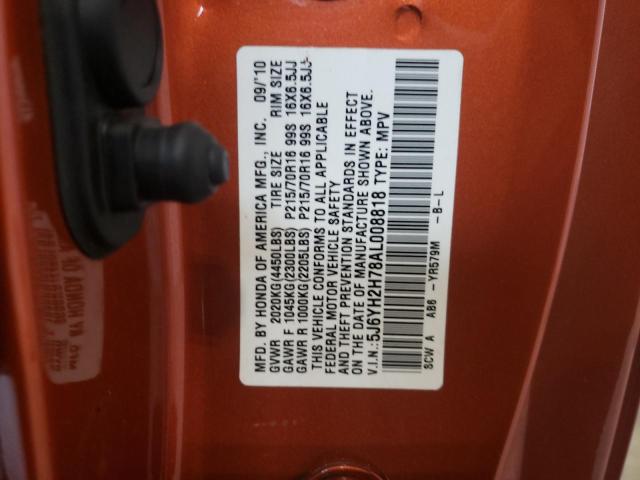 MFD. BY HONDA OF AMERICA MFG., INC. 09/'10
GVWR 2020KG(4450LBS) TIRE SIZE RIM SIZE
GAWR F 1045KG(2300LBS) P215/70R16 99S 16X6.5JJ
GAWR R 1000KG(2205LBS) P215/70R16 99S 16X6.5JJ
THIS VEHICLE CONFORMS TO ALL APPLICABLE
FEDERAL MOTOR VEHICLE SAFETY
AND THEFT PREVENTION STANDARDS IN EFFECT
ON THE DATE OF MANUFACTURE SHOWN ABOVE.
V.I.N.:5J6YH2H78AL008818 TYPE: MPV
8CW A AB6 -YR579M -B-L